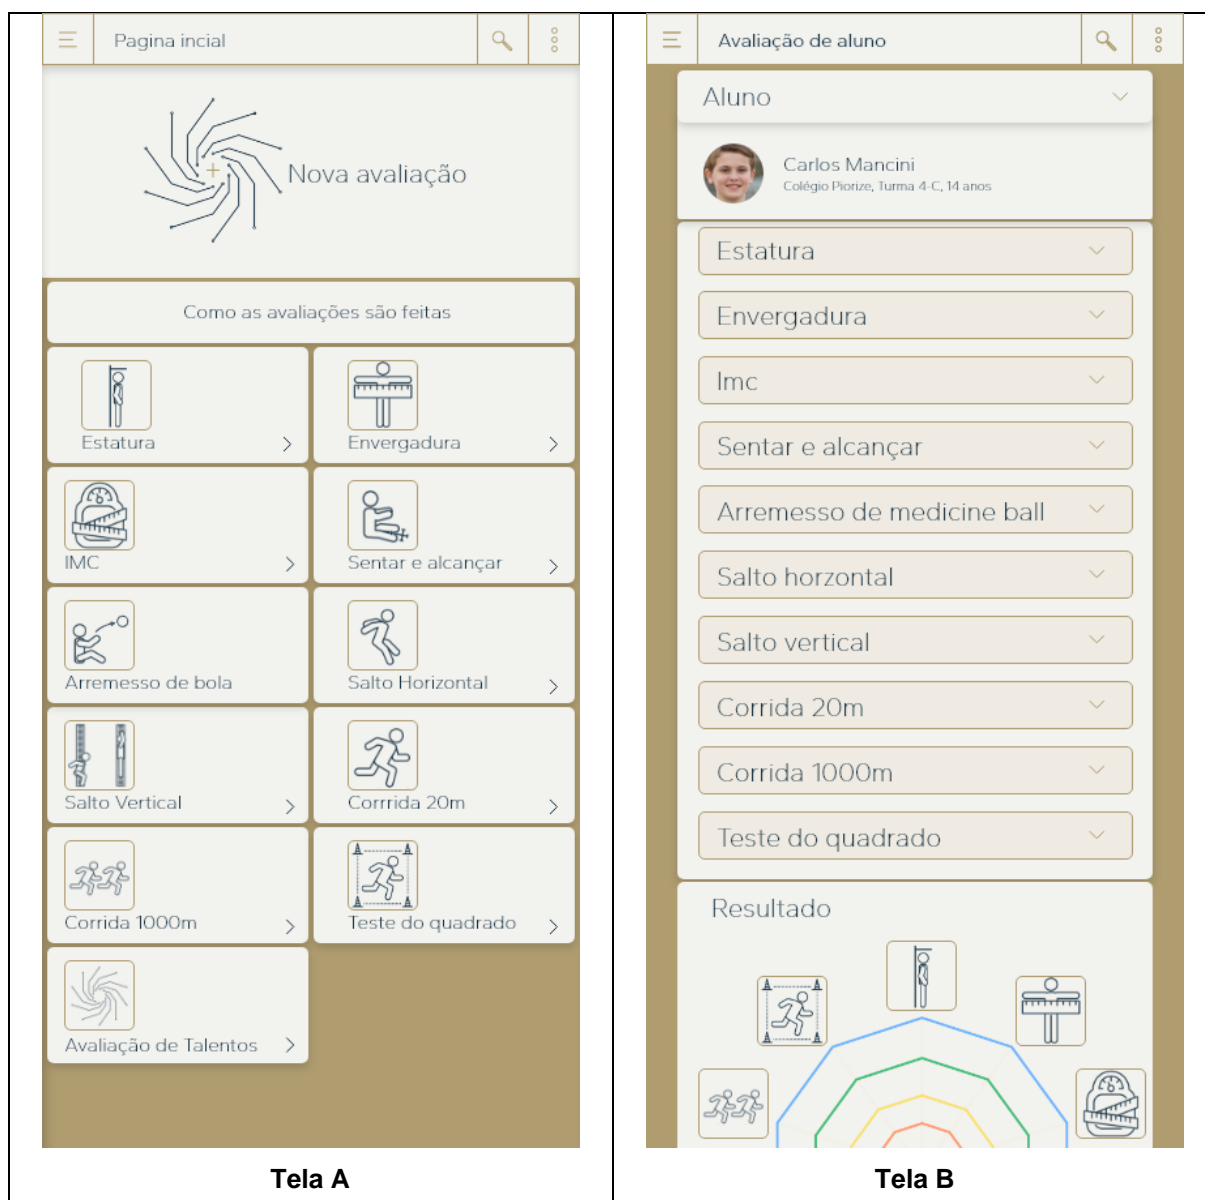 Pagina incial
Nova avaliação
Como as avaliações são feitas
Estatura
Envergadura
IMC
Sentar e alcançar
Arremesso de bola
Salto Horizontal
Salto Vertical
Corrrida 20m
Corrida 1000m
Teste do quadrado
Avaliação de Talentos
Tela A
Avaliação de aluno
Aluno
Carlos Mancini
Colégio Piorize, Turma 4-C, 14 anos
Estatura
Envergadura
Imc
Sentar e alcançar
Arremesso de medicine ball
Salto horzontal
Salto vertical
Corrida 20m
Corrida 1000m
Teste do quadrado
Resultado
Tela B